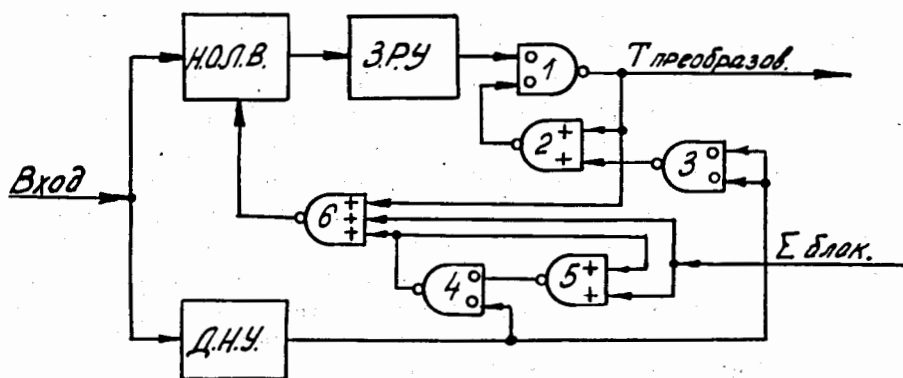 Н.О.Л.В.
З.Р.У
1
Т преобразов.
2
+
+
3
Вход
6
+
+
+
4
5
+
+
Σ блок.
Д.Н.У.